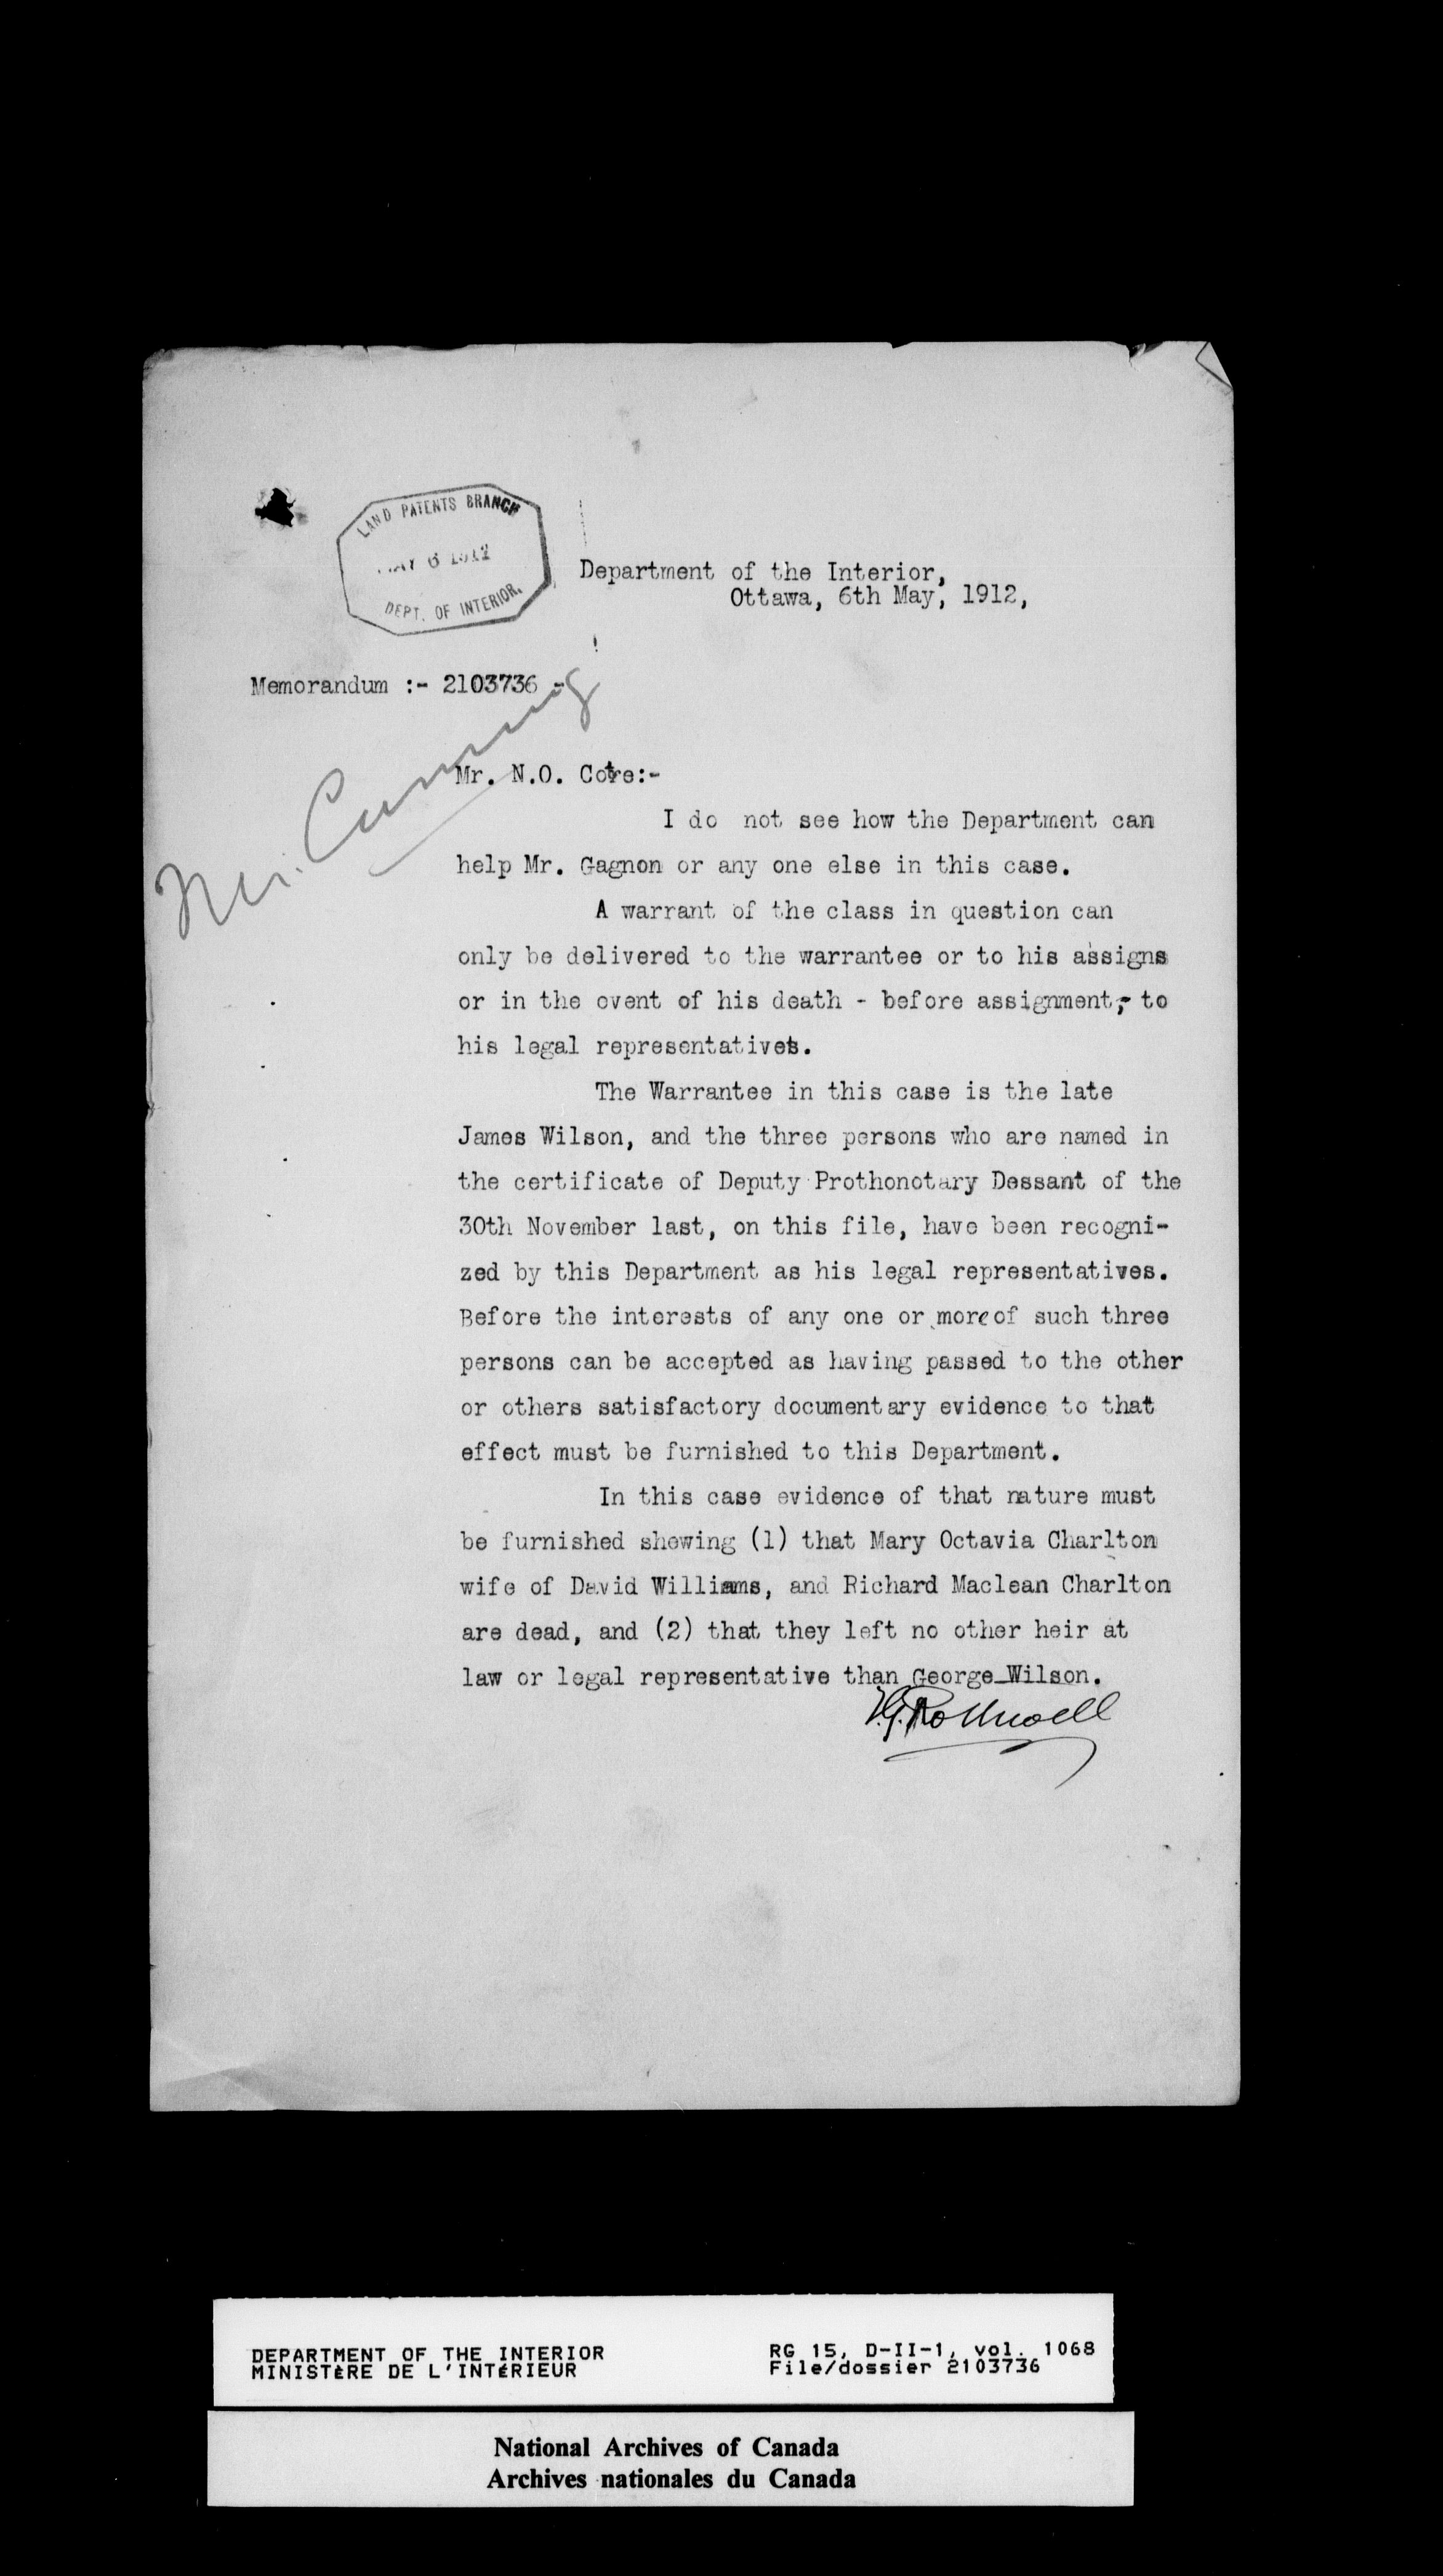 LAND PATENTS BRANCH
MAY 6 1912
DEPT. OF INTERIOR.
Department of the Interior,
Ottawa, 6th May, 1912,
Memorandum :- 2103736 -
Mr.
Mr. N.O. Cote:-
I do not see how the Department can
help Mr. Gagnon or any one else in this case.
A warrant of the class in question can
only be delivered to the warrantee or to his assigns
or in the event of his death - before assignment,- to
his legal representatives.
The Warrantee in this case is the late
James Wilson, and the three persons who are named in
the certificate of Deputy Prothonotary Dessant of the
30th November last, on this file, have been recogni-
zed by this Department as his legal representatives.
Before the interests of any one or more of such three
persons can be accepted as having passed to the other
or others satisfactory documentary evidence to that
effect must be furnished to this Department.
In this case evidence of that nature must
be furnished shewing (1) that Mary Octavia Charlton
wife of David Williams, and Richard Maclean Charlton
are dead, and (2) that they left no other heir at
law or legal representative than George Wilson.
T.G. Rothwell
DEPARTMENT OF THE INTERIOR
MINISTÈRE DE L'INTÉRIEUR
RG 15, D-II-1, vol. 1068
File/dossier 2103736
National Archives of Canada
Archives nationales du Canada